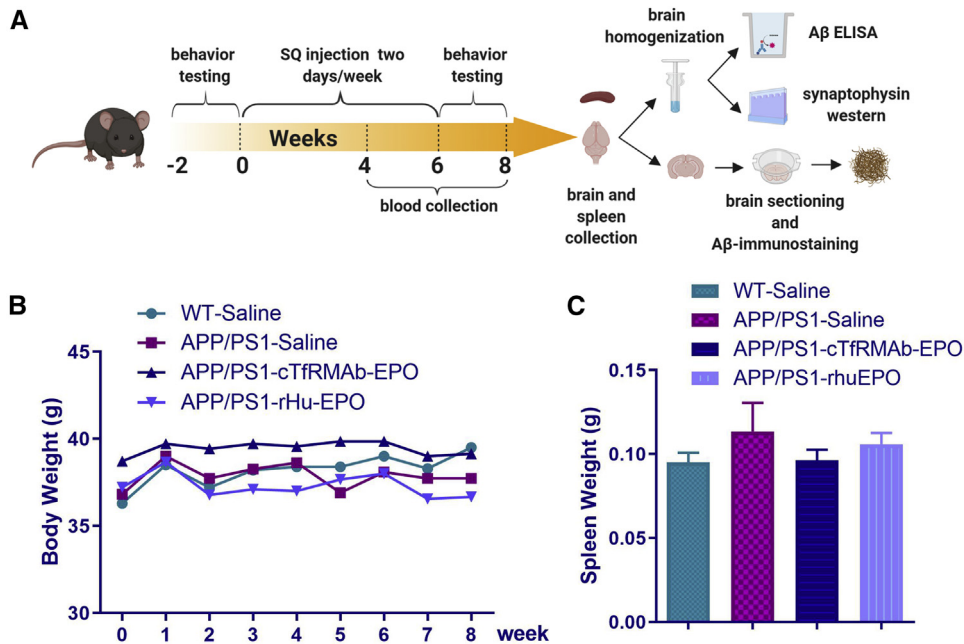 A
behavior
testing
SQ injection two
days/week
behavior
testing
Weeks
-2
0
4
6
8
blood collection
brain and
spleen
collection
brain
homogenization
Aβ ELISA
synaptophysin
western
brain sectioning
and
Aβ-immunostaining
B
WT-Saline
APP/PS1-Saline
APP/PS1-cTfRMAb-EPO
APP/PS1-rHu-EPO
Body Weight (g)
45
40
35
30
0 1 2 3 4 5 6 7 8 week
C
WT-Saline
APP/PS1-Saline
APP/PS1-cTfRMAb-EPO
APP/PS1-rhuEPO
Spleen Weight (g)
0.15
0.10
0.05
0.00